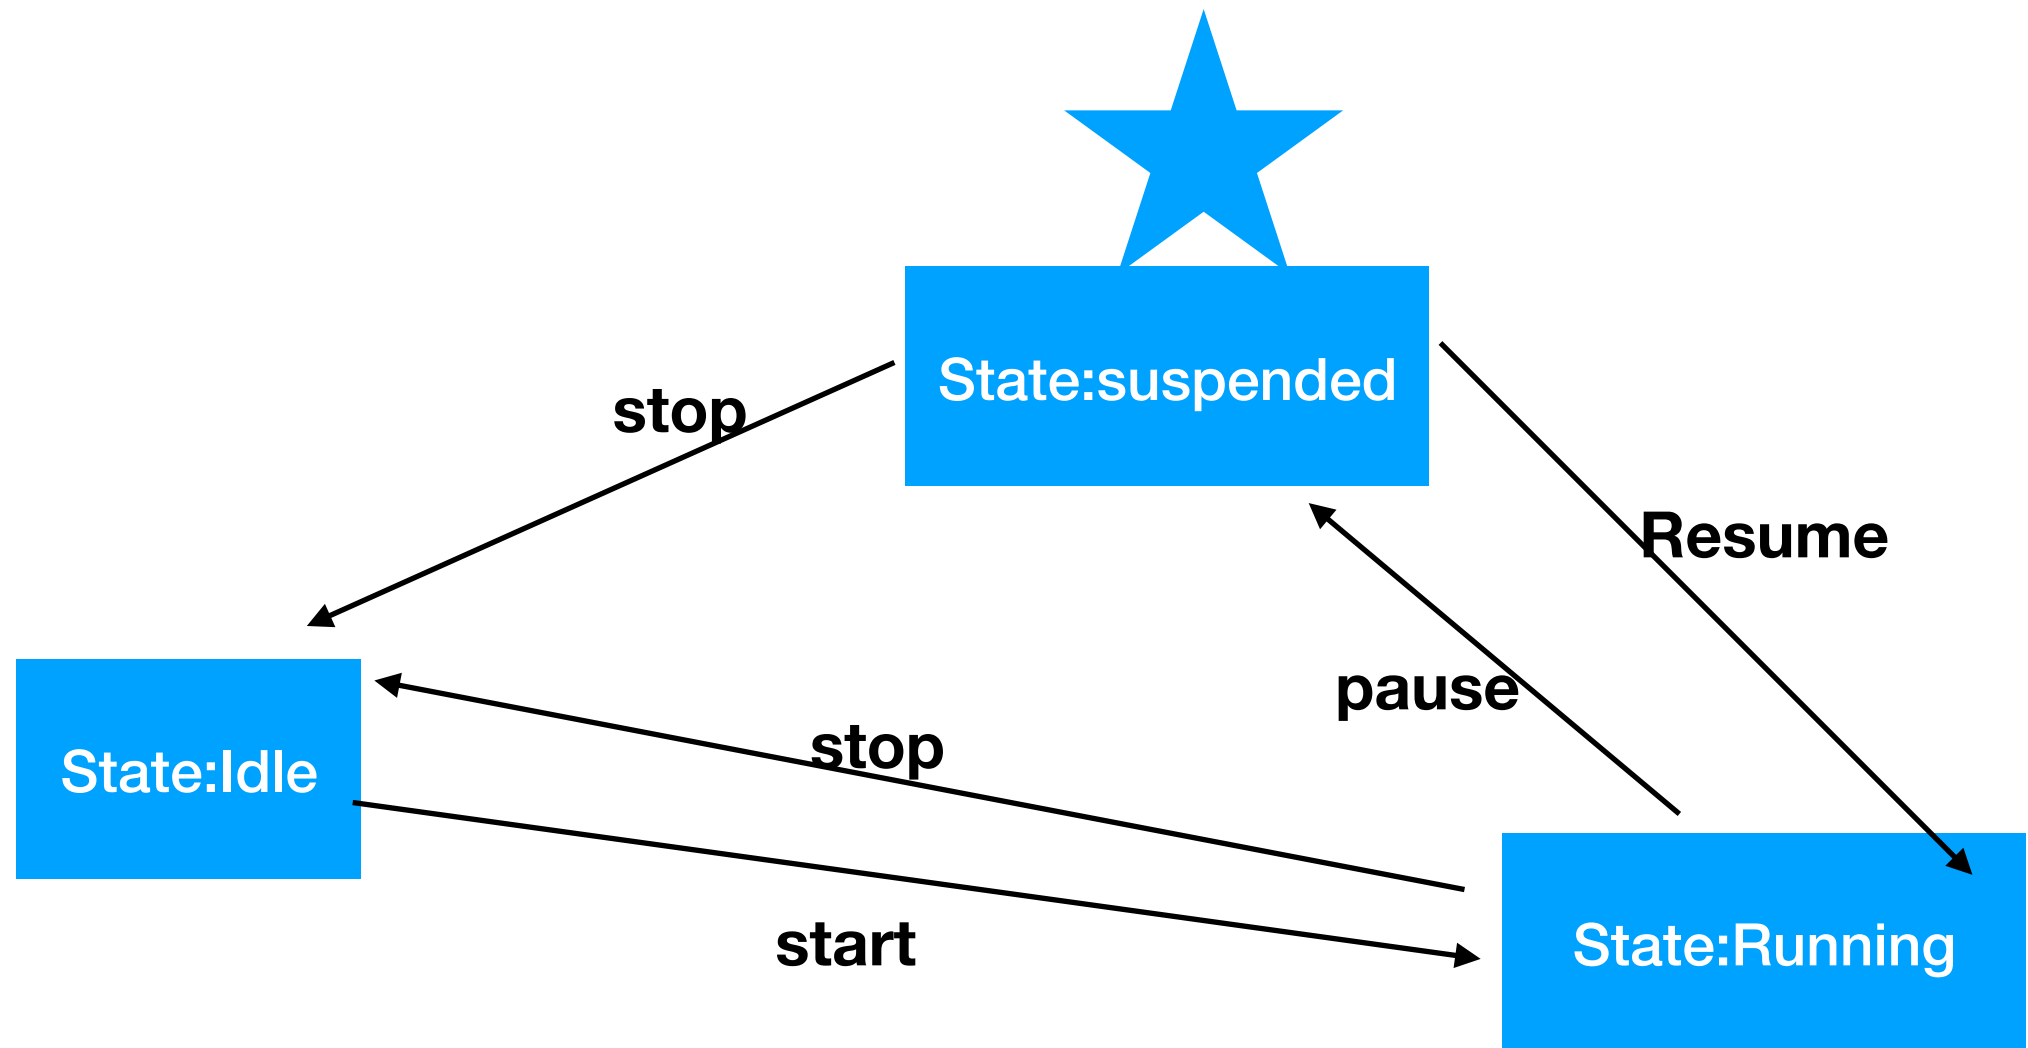 State:suspended
stop
Resume
pause
stop
State:Idle
start
State:Running